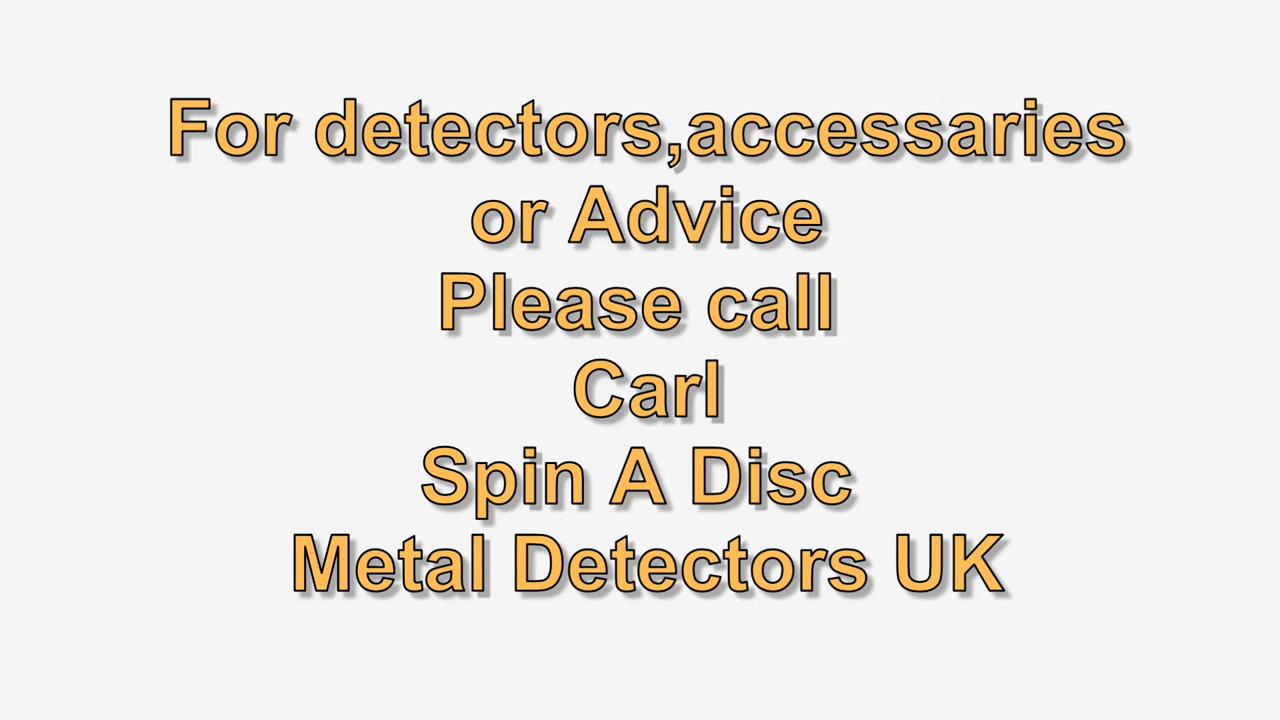 For detectors,accessaries
or Advice
Please call
Carl
Spin A Disc
Metal Detectors UK